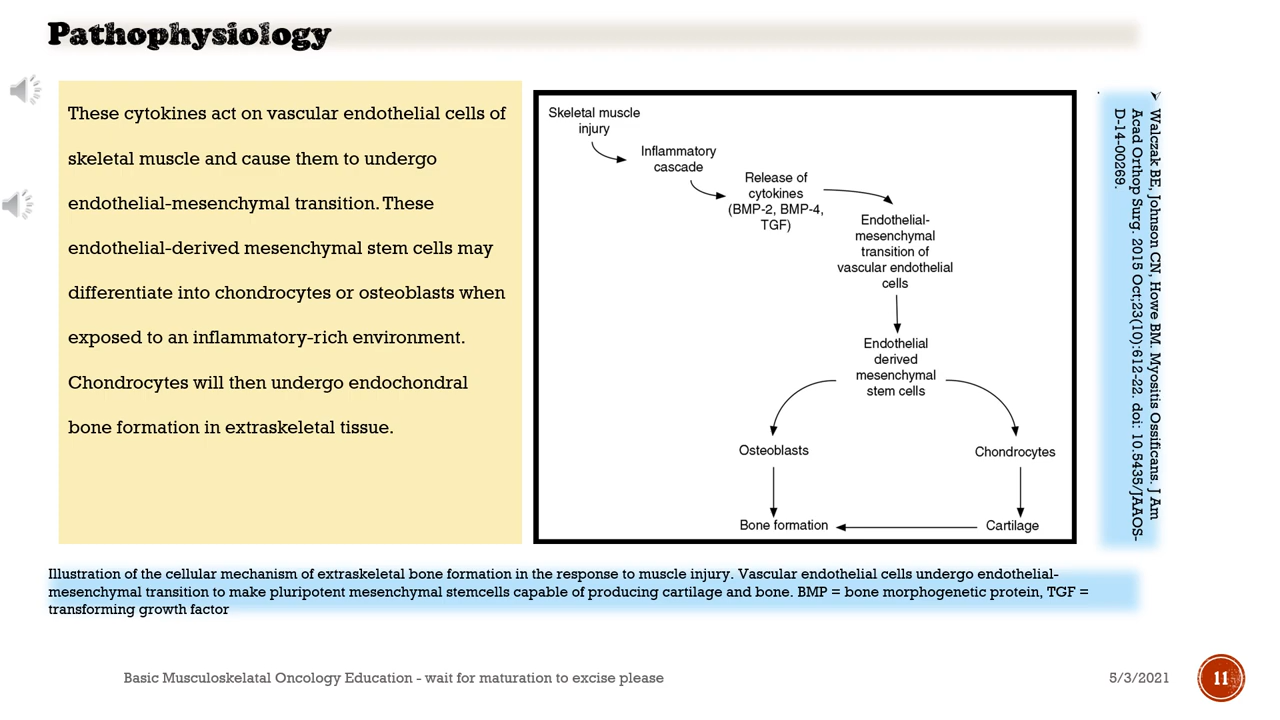 Pathophysiology
These cytokines act on vascular endothelial cells of
skeletal muscle and cause them to undergo
endothelial-mesenchymal transition. These
endothelial-derived mesenchymal stem cells may
differentiate into chondrocytes or osteoblasts when
exposed to an inflammatory-rich environment.
Chondrocytes will then undergo endochondral
bone formation in extraskeletal tissue.
Skeletal muscle
injury
Inflammatory
cascade
Release of
cytokines
(BMP-2, BMP-4,
TGF)
Endothelial-
mesenchymal
transition of
vascular endothelial
cells
Endothelial
derived
mesenchymal
stem cells
Osteoblasts
Chondrocytes
Bone formation
Cartilage
Walczak BE, Johnson CN, Howe BM. Myositis Ossificans. J Am
Acad Orthop Surg. 2015 Oct;23(10):612-22. doi: 10.5435/JAAOS-
D-14-00269.
Illustration of the cellular mechanism of extraskeletal bone formation in the response to muscle injury. Vascular endothelial cells undergo endothelial-
mesenchymal transition to make pluripotent mesenchymal stemcells capable of producing cartilage and bone. BMP = bone morphogenetic protein, TGF =
transforming growth factor
Basic Musculoskelatal Oncology Education - wait for maturation to excise please
5/3/2021
11